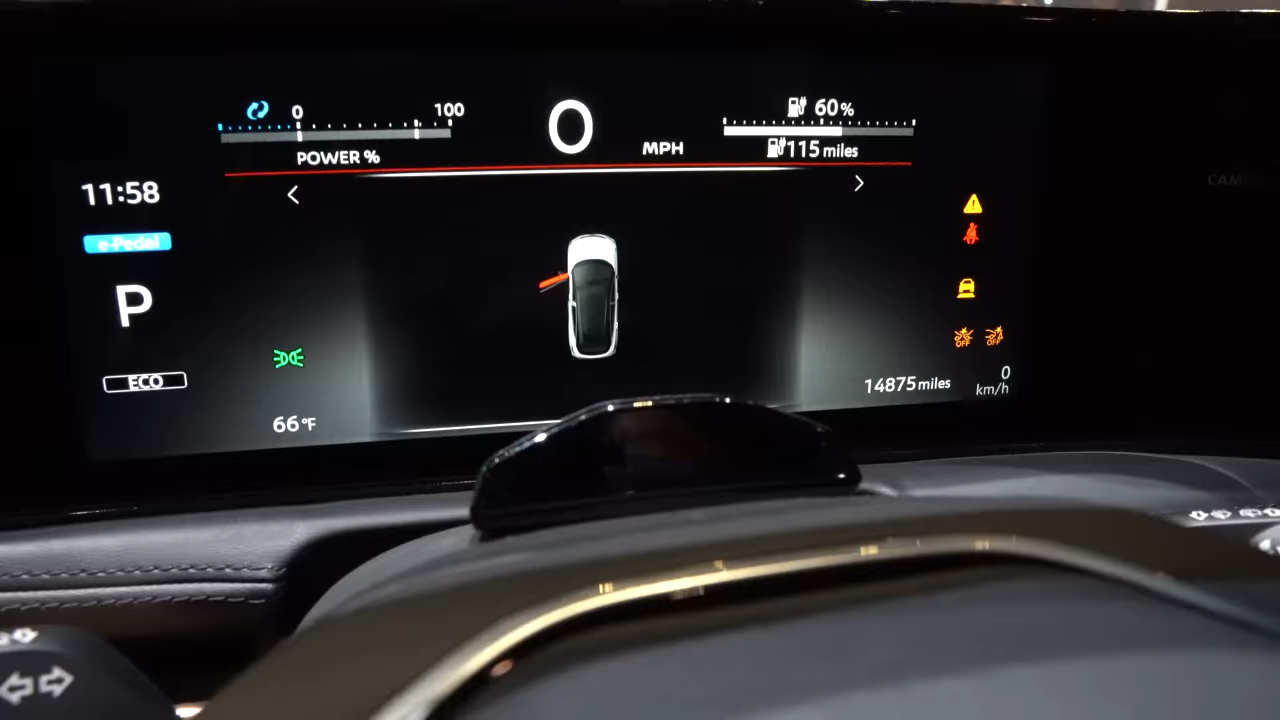 0
100
POWER %
0
MPH
60%
115 miles
11:58
e-Pedal
P
ECO
66°F
OFF
OFF
14875 miles
0
km/h